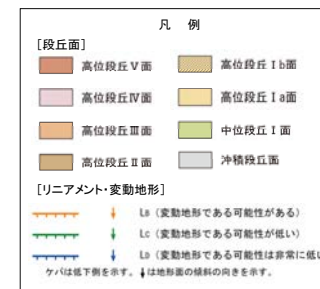 凡 例
[段丘面]
高位段丘Ⅴ面 高位段丘Ⅰb面
高位段丘Ⅳ面 高位段丘Ⅰa面
高位段丘Ⅲ面 中位段丘Ⅰ面
高位段丘Ⅱ面 沖積段丘面
[リニアメント・変動地形]
LB（変動地形である可能性がある）
LC（変動地形である可能性が低い）
LD（変動地形である可能性は非常に低い
ケバは低下側を示す。↓は地形面の傾斜の向きを示す。